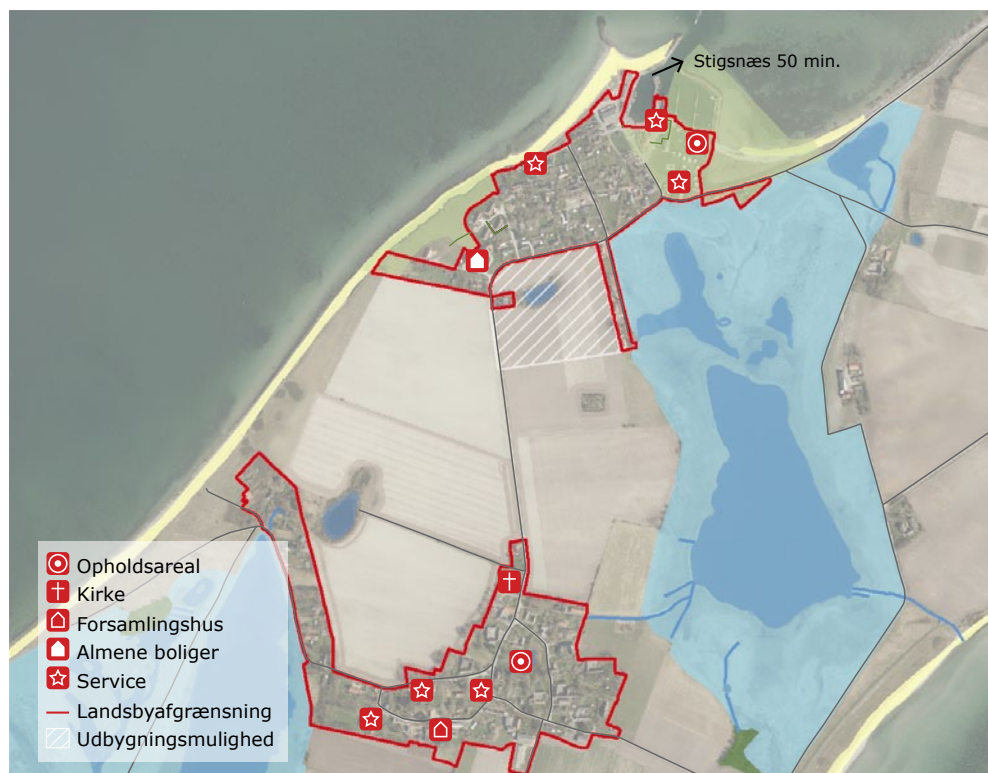 Stigsnæs 50 min.
Opholdsareal
Kirke
Forsamlingshus
Almene boliger
Service
Landsbyafgrænsning
Udbygningsmulighed